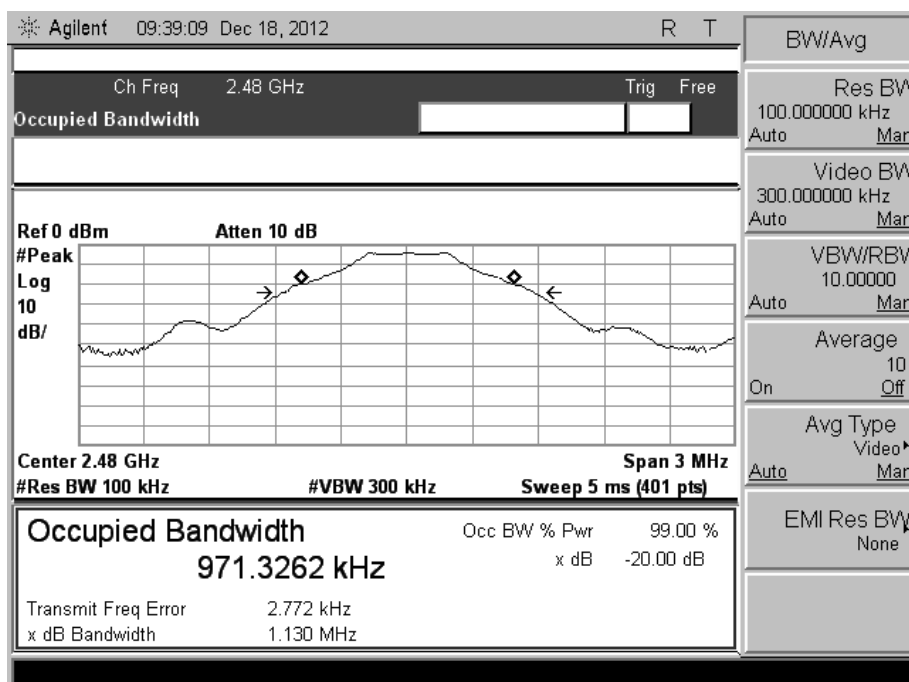 Agilent 09:39:09 Dec 18, 2012 R T
Ch Freq 2.48 GHz Trig Free
Occupied Bandwidth
Ref 0 dBm Atten 10 dB
#Peak
Log
10
dB/
Center 2.48 GHz Span 3 MHz
#Res BW 100 kHz #VBW 300 kHz Sweep 5 ms (401 pts)
Occupied Bandwidth Occ BW % Pwr 99.00 %
971.3262 kHz x dB -20.00 dB
Transmit Freq Error 2.772 kHz
x dB Bandwidth 1.130 MHz
BW/Avg
Res BW
100.000000 kHz
Auto Man
Video BW
300.000000 kHz
Auto Man
VBW/RBW
10.00000
Auto Man
Average
10
On Off
Avg Type
Video
Auto Man
EMI Res BW
None